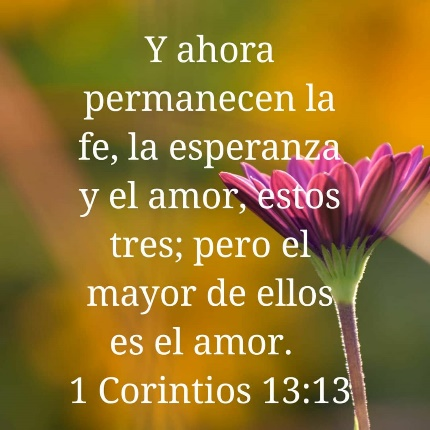 Y ahora
permanecen la
fe, la esperanza
y el amor, estos
tres; pero el
mayor de ellos
es el amor.
1 Corintios 13:13